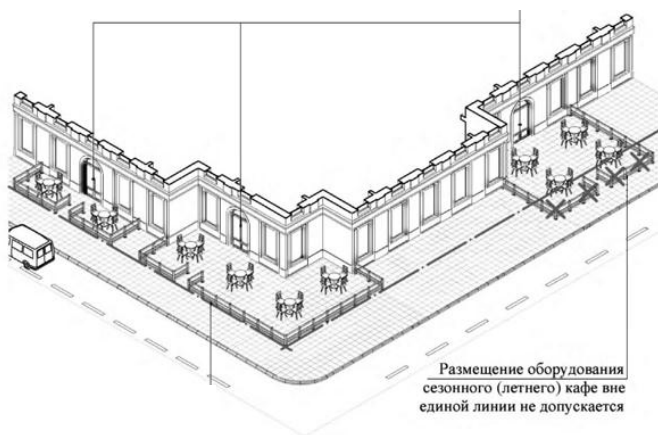 Размещение оборудования
сезонного (летнего) кафе вне
единой линии не допускается